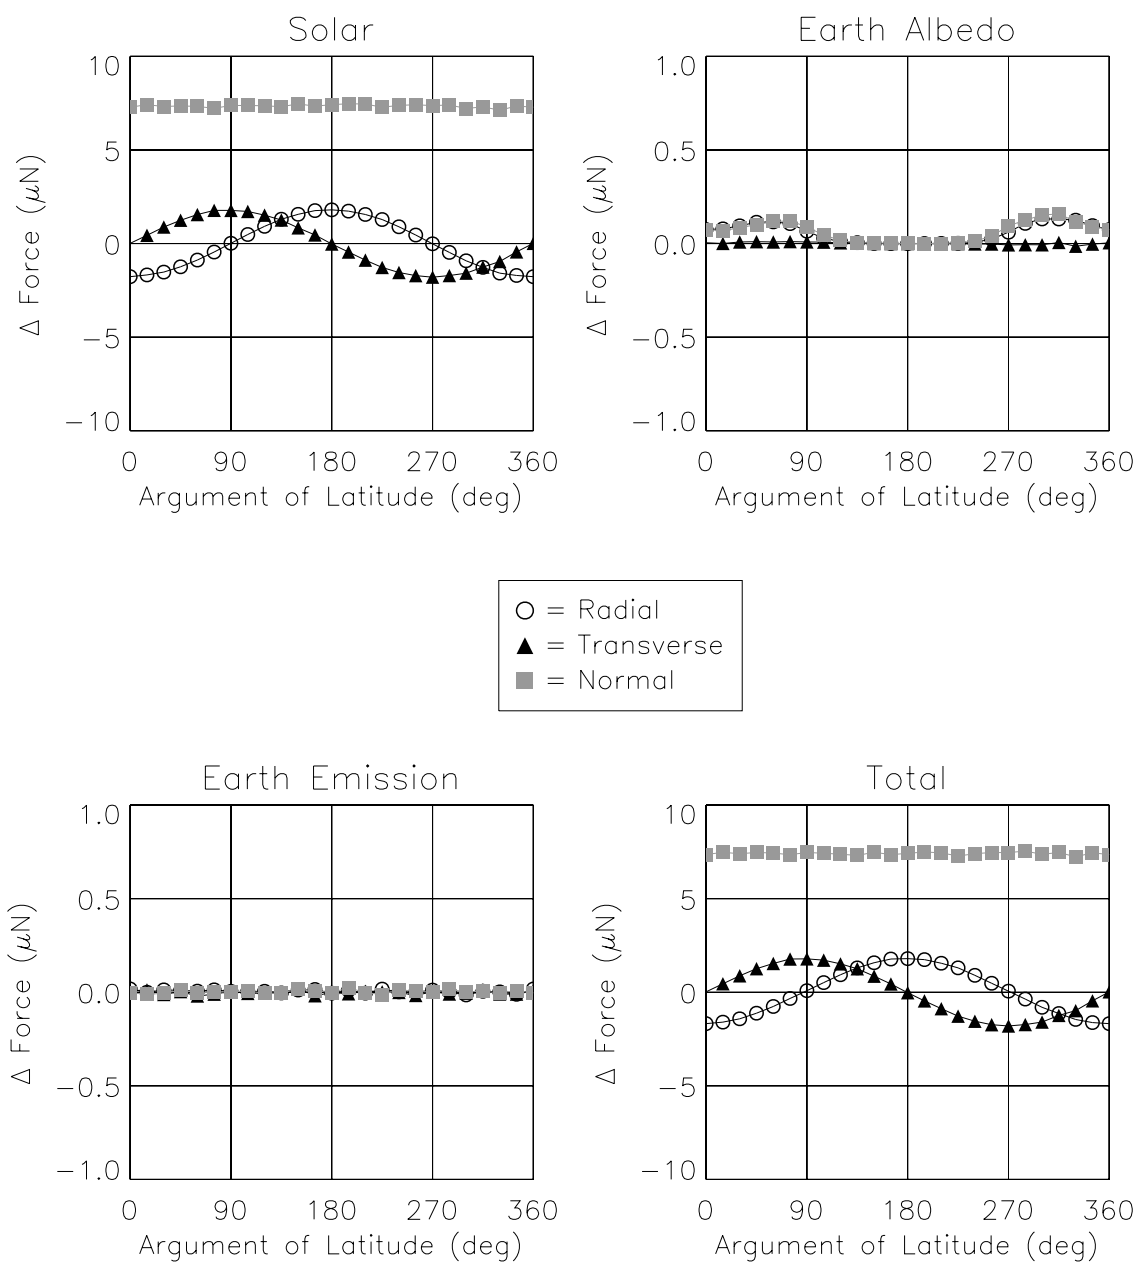 Solar
10
5
0
−5
−10
Δ Force (μN)
0 90 180 270 360
Argument of Latitude (deg)
Earth Albedo
1.0
0.5
0.0
−0.5
−1.0
Δ Force (μN)
0 90 180 270 360
Argument of Latitude (deg)
○ = Radial
▲ = Transverse
■ = Normal
Earth Emission
1.0
0.5
0.0
−0.5
−1.0
Δ Force (μN)
0 90 180 270 360
Argument of Latitude (deg)
Total
10
5
0
−5
−10
Δ Force (μN)
0 90 180 270 360
Argument of Latitude (deg)